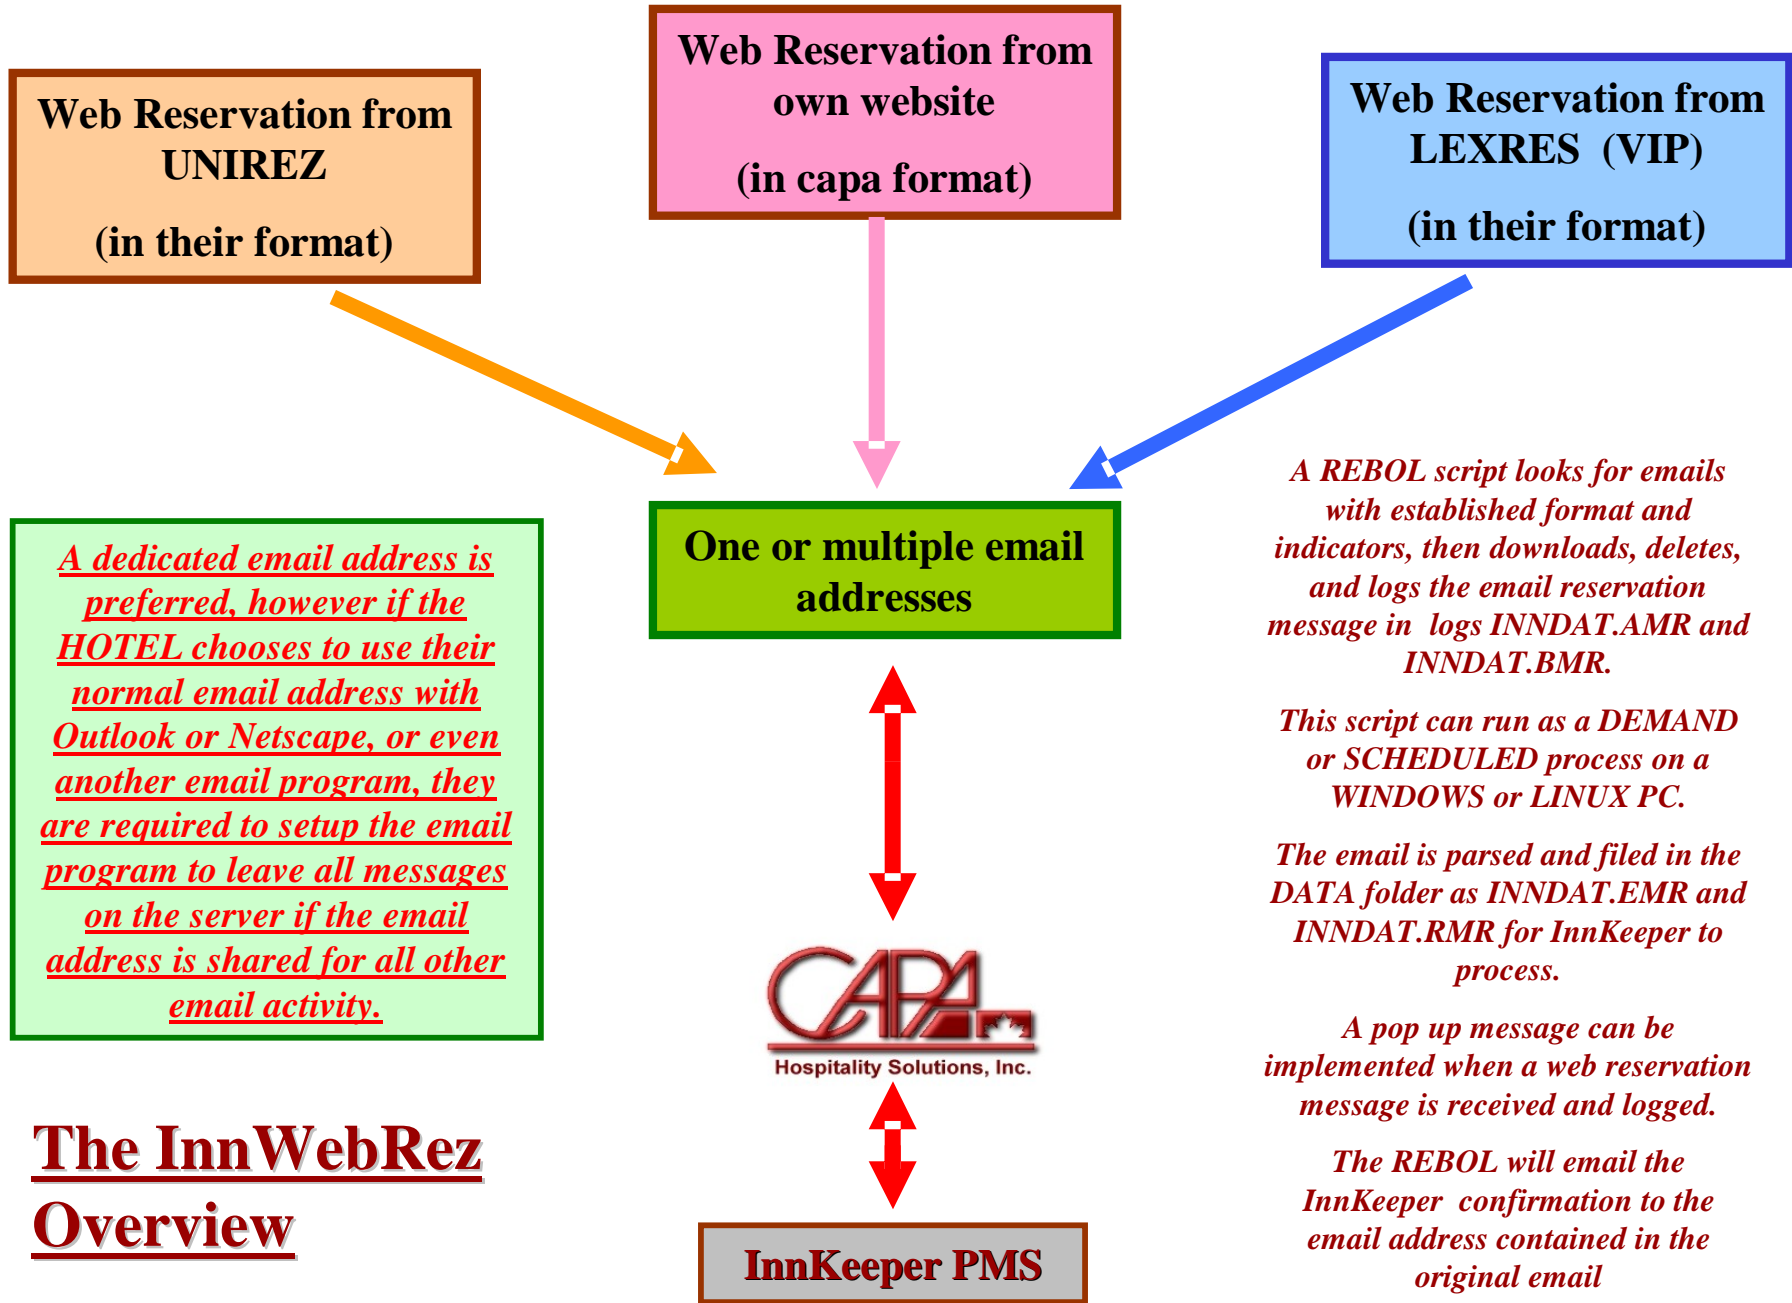 Web Reservation from
UNIREZ
(in their format)
Web Reservation from
own website
(in capa format)
Web Reservation from
LEXRES  (VIP)
(in their format)
One or multiple email
addresses
A dedicated email address is
preferred, however if the
HOTEL chooses to use their
normal email address with
Outlook or Netscape, or even
another email program, they
are required to setup the email
program to leave all messages
on the server if the email
address is shared for all other
email activity.
A REBOL script looks for emails
with established format and
indicators, then downloads, deletes,
and logs the email reservation
message in  logs INNDAT.AMR and
INNDAT.BMR.
This script can run as a DEMAND
or SCHEDULED process on a
WINDOWS or LINUX PC.
The email is parsed and filed in the
DATA folder as INNDAT.EMR and
INNDAT.RMR for InnKeeper to
process.
A pop up message can be
implemented when a web reservation
message is received and logged.
The REBOL will email the
InnKeeper  confirmation to the
email address contained in the
original email
CAPA
Hospitality Solutions, Inc.
The InnWebRez
Overview
InnKeeper PMS